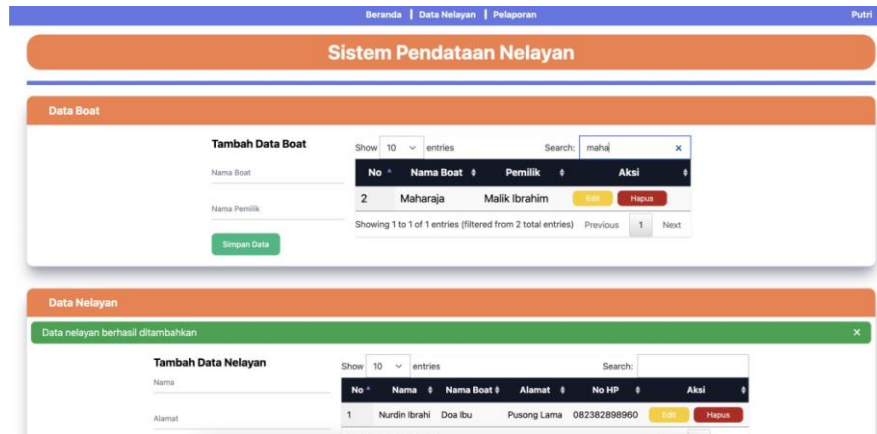 Beranda | Data Nelayan | Pelaporan Putri
Sistem Pendataan Nelayan
Data Boat
Tambah Data Boat
Nama Boat
Nama Pemilik
Simpan Data
Show 10 entries Search: maha ×
No Nama Boat Pemilik Aksi
2 Maharaja Malik Ibrahim Edit Hapus
Showing 1 to 1 of 1 entries (filtered from 2 total entries) Previous 1 Next
Data Nelayan
Data nelayan berhasil ditambahkan ×
Tambah Data Nelayan
Nama
Alamat
Show 10 entries Search:
No Nama Nama Boat Alamat No HP Aksi
1 Nurdin Ibrahi Doa Ibu Pusong Lama 082382898960 Edit Hapus